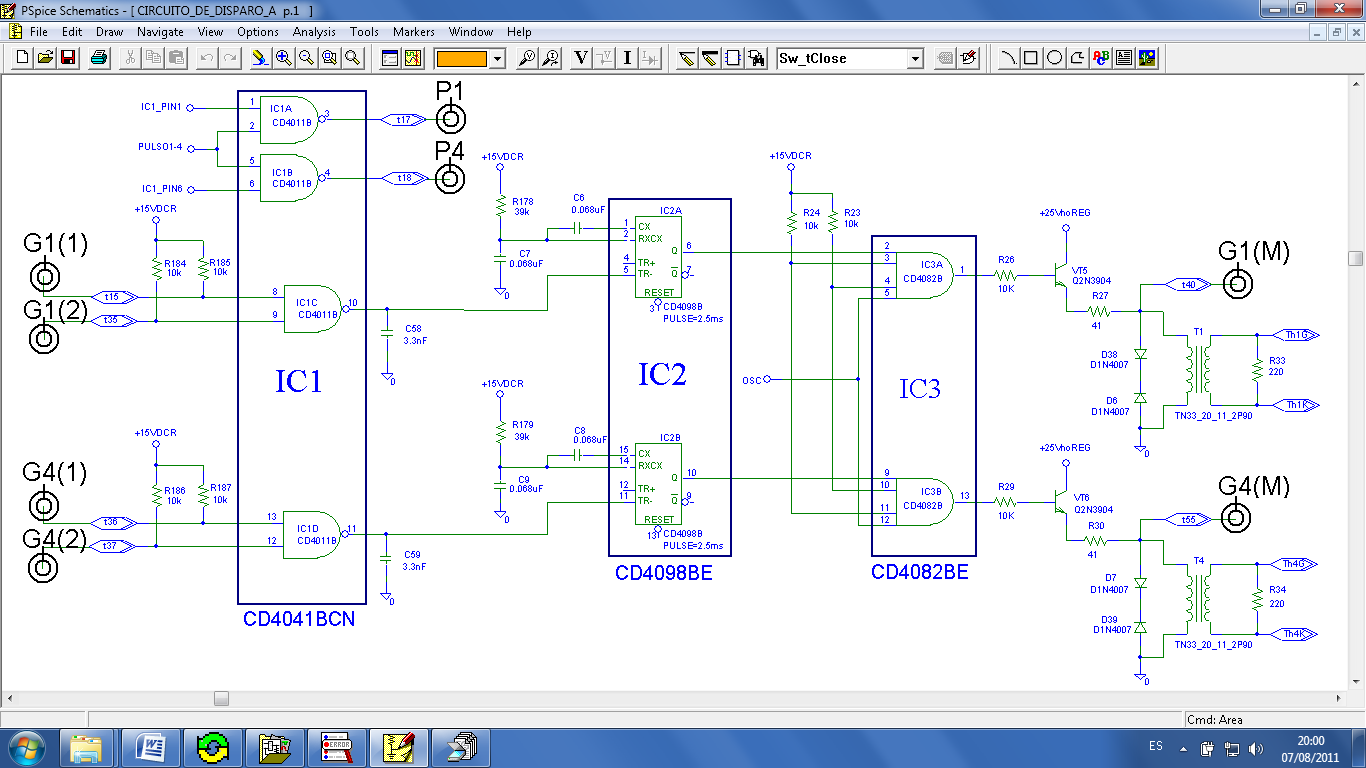 PSpice Schematics - [ CIRCUITO_DE_DISPARO_A p.1 ]
File Edit Draw Navigate View Options Analysis Tools Markers Window Help
V I Sw_tClose
P1
IC1_PIN1 1 IC1A CD4011B 3 t17
2
PULSO1-4
P4
5 IC1B CD4011B 4 t18
IC1_PIN6 6
+15VDCR
R184 10k
R185 10k
G1(1)
t15 8 IC1C CD4011B 10
G1(2)
t35 9
C58 3.3nF
0
IC1
+15VDCR
R186 10k
R187 10k
G4(1)
t36 13 IC1D CD4011B 11
G4(2)
t37 12
C59 3.3nF
0
CD4041BCN
+15VDCR
R178 39k
C6 0.068uF
C7 0.068uF
0
IC2A
1 CX
2 RXCX
Q 6
4 TR+
5 TR- Q 7
RESET
31 CD4098B
PULSE=2.5ms
IC2
+15VDCR
R179 39k
C8 0.068uF
C9 0.068uF
0
IC2B
15 CX
14 RXCX
Q 10
12 TR+
11 TR- Q 9
RESET
131 CD4098B
PULSE=2.5ms
CD4098BE
+15VDCR
R24 10k
R23 10k
OSC
2
3 IC3A 1
4 CD4082B
5
IC3
9
10 IC3B 13
11 CD4082B
12
CD4082BE
+25VhoREG
R26 10K
VT5 Q2N3904
R27 41
G1(M)
t40
D38 D1N4007
D6 D1N4007
0
T1
TN33_20_11_2P90
R33 220
Th1G
Th1K
+25VhoREG
R29 10K
VT6 Q2N3904
R30 41
G4(M)
t55
D7 D1N4007
D39 D1N4007
0
T4
TN33_20_11_2P90
R34 220
Th4G
Th4K
Cmd: Area
W ERROR ES 20:00
07/08/2011